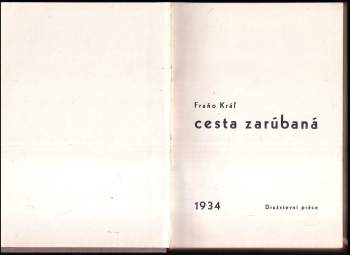 Fraňo Kráľ
cesta zarúbaná
1934 Družstevní práce